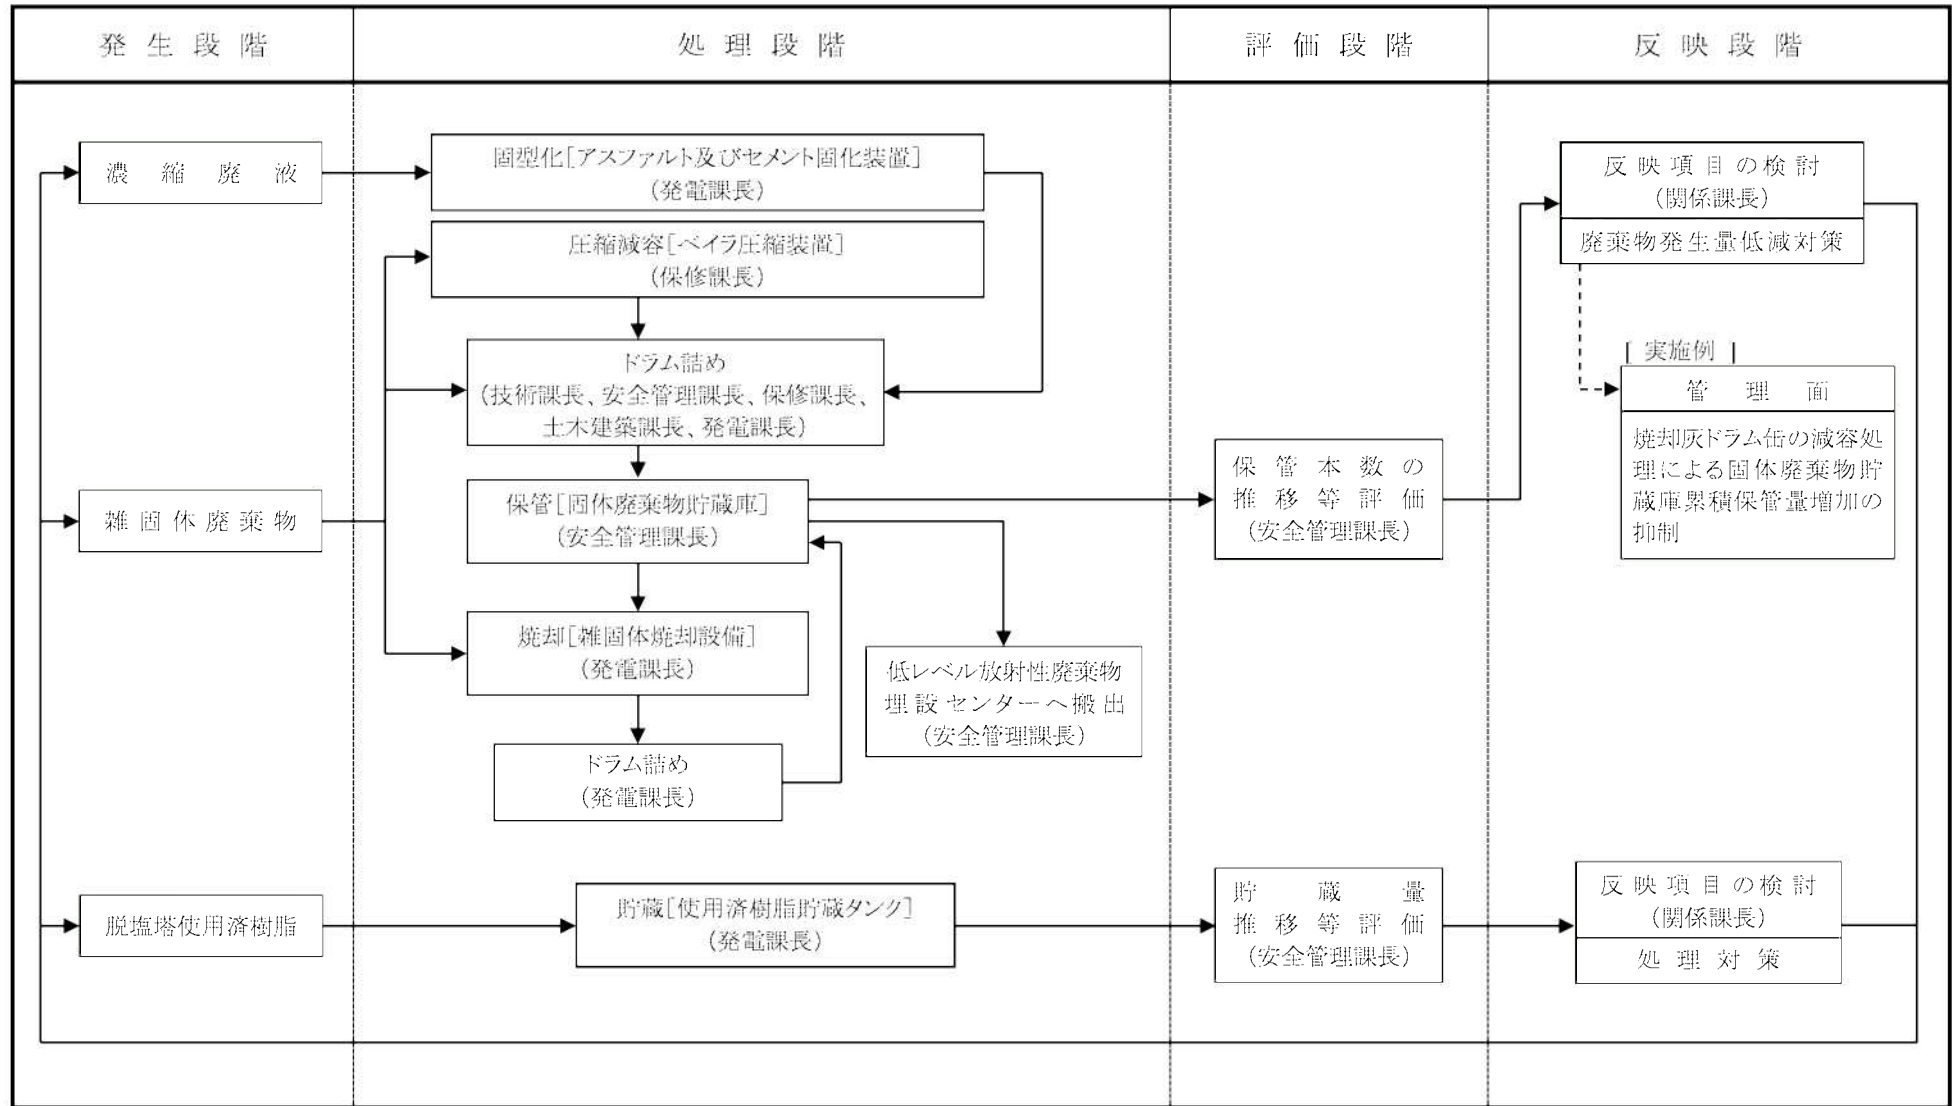 発生段階
処理段階
評価段階
反映段階
濃縮廃液
固型化[アスファルト及びセメント固化装置]
(発電課長)
圧縮減容[ベイラ圧縮装置]
(保修課長)
ドラム詰め
(技術課長、安全管理課長、保修課長、
土木建築課長、発電課長)
雑固体廃棄物
保管[固体廃棄物貯蔵庫]
(安全管理課長)
焼却[雑固体焼却設備]
(発電課長)
ドラム詰め
(発電課長)
低レベル放射性廃棄物
埋設センターへ搬出
(安全管理課長)
保管本数の
推移等評価
(安全管理課長)
反映項目の検討
(関係課長)
廃棄物発生量低減対策
[実施例]
管理面
焼却灰ドラム缶の減容処
理による固体廃棄物貯
蔵庫累積保管量増加の
抑制
脱塩塔使用済樹脂
貯蔵[使用済樹脂貯蔵タンク]
(発電課長)
貯蔵量
推移等評価
(安全管理課長)
反映項目の検討
(関係課長)
処理対策